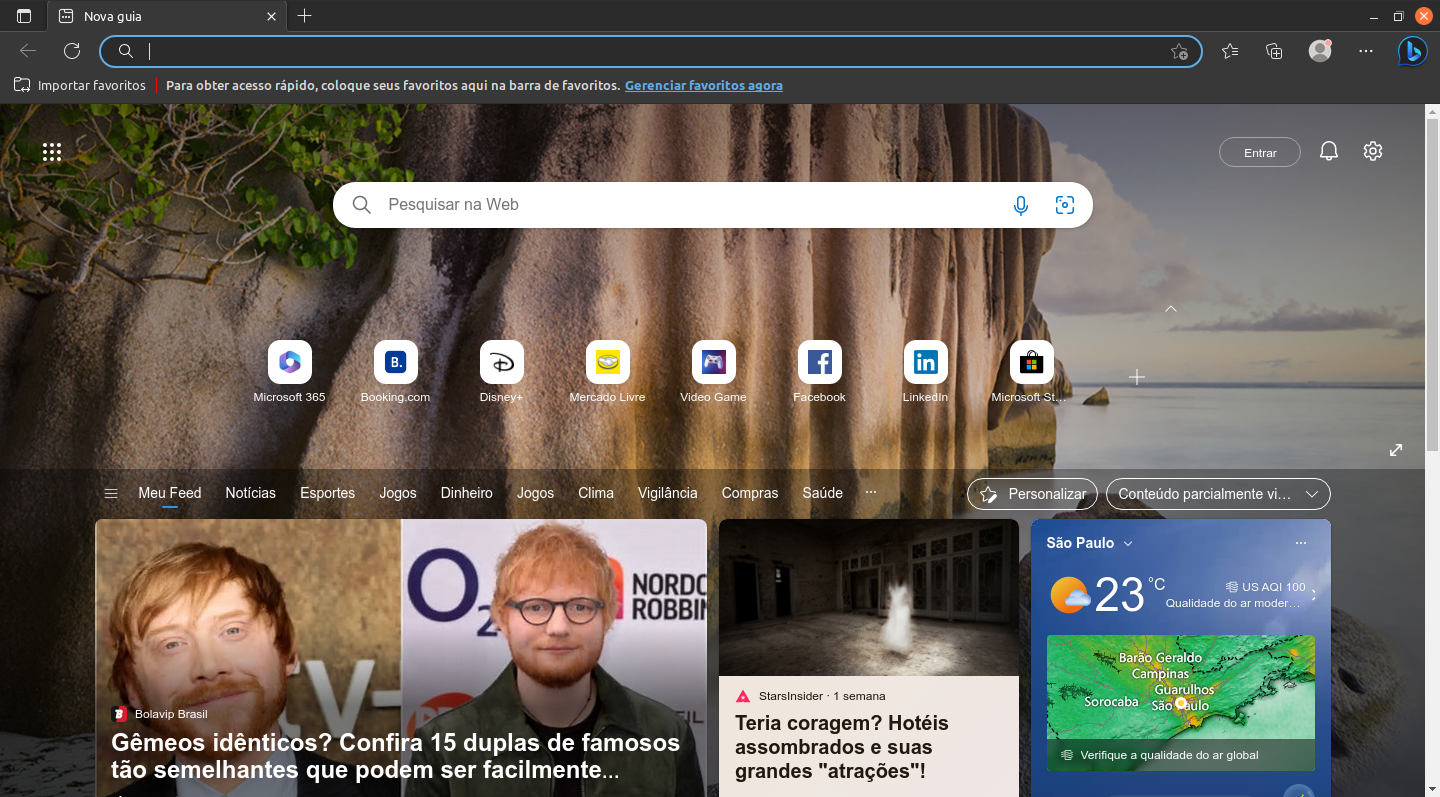 Nova guia
Importar favoritos
Para obter acesso rápido, coloque seus favoritos aqui na barra de favoritos. Gerenciar favoritos agora
Entrar
Pesquisar na Web
B.
Microsoft 365
Booking.com
Disney+
Mercado Livre
Video Game
Facebook
LinkedIn
Microsoft St...
Meu Feed
Notícias
Esportes
Jogos
Dinheiro
Jogos
Clima
Vigilância
Compras
Saúde
Personalizar
Conteúdo parcialmente vi...
O2
NORDO
ROBBIN
Bolavip Brasil
Gêmeos idênticos? Confira 15 duplas de famosos
tão semelhantes que podem ser facilmente...
StarsInsider · 1 semana
Teria coragem? Hotéis
assombrados e suas
grandes "atrações"!
São Paulo
23 °C
US AQI 100
Qualidade do ar moder...
Barão Geraldo
Campinas
Guarulhos
Sorocaba
São Paulo
Verifique a qualidade do ar global